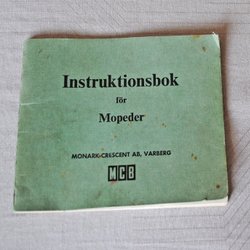 Instruktionsbok
för
Mopeder
MONARK-CRESCENT AB, VARBERG
MCB